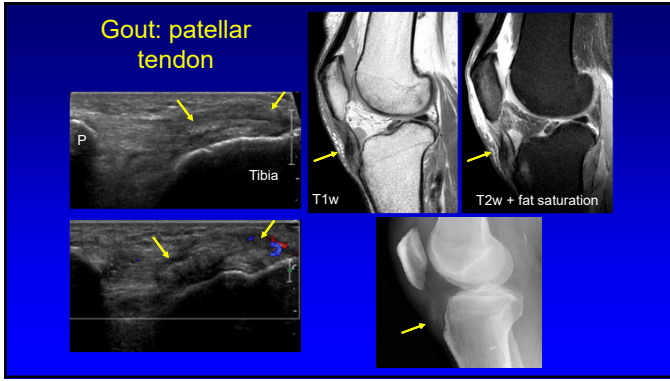 Gout: patellar
tendon
P
Tibia
T1w
T2w + fat saturation